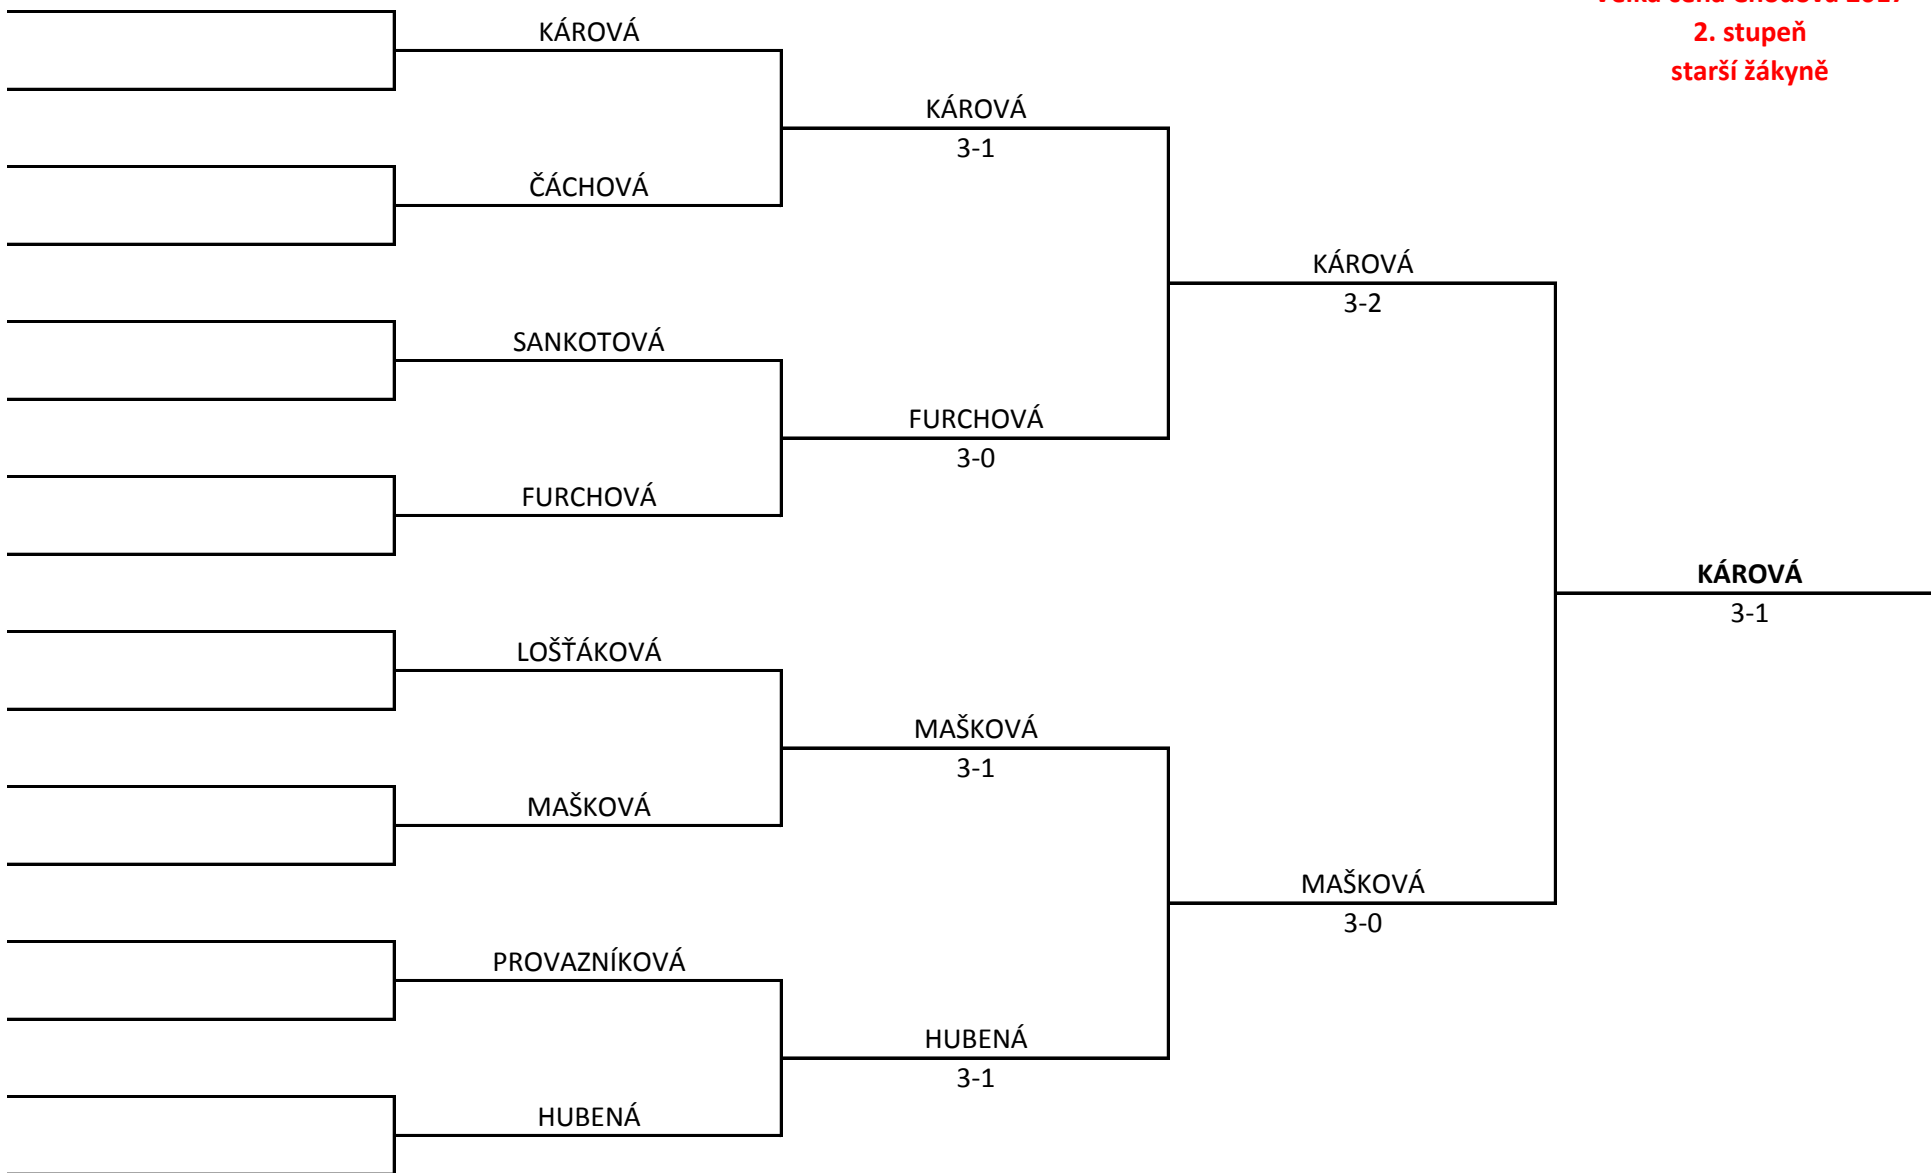 2. stupeň
starší žákyně
KÁROVÁ
KÁROVÁ
3-1
ČÁCHOVÁ
KÁROVÁ
3-2
SANKOTOVÁ
FURCHOVÁ
3-0
FURCHOVÁ
KÁROVÁ
3-1
LOŠŤÁKOVÁ
MAŠKOVÁ
3-1
MAŠKOVÁ
MAŠKOVÁ
3-0
PROVAZNÍKOVÁ
HUBENÁ
3-1
HUBENÁ